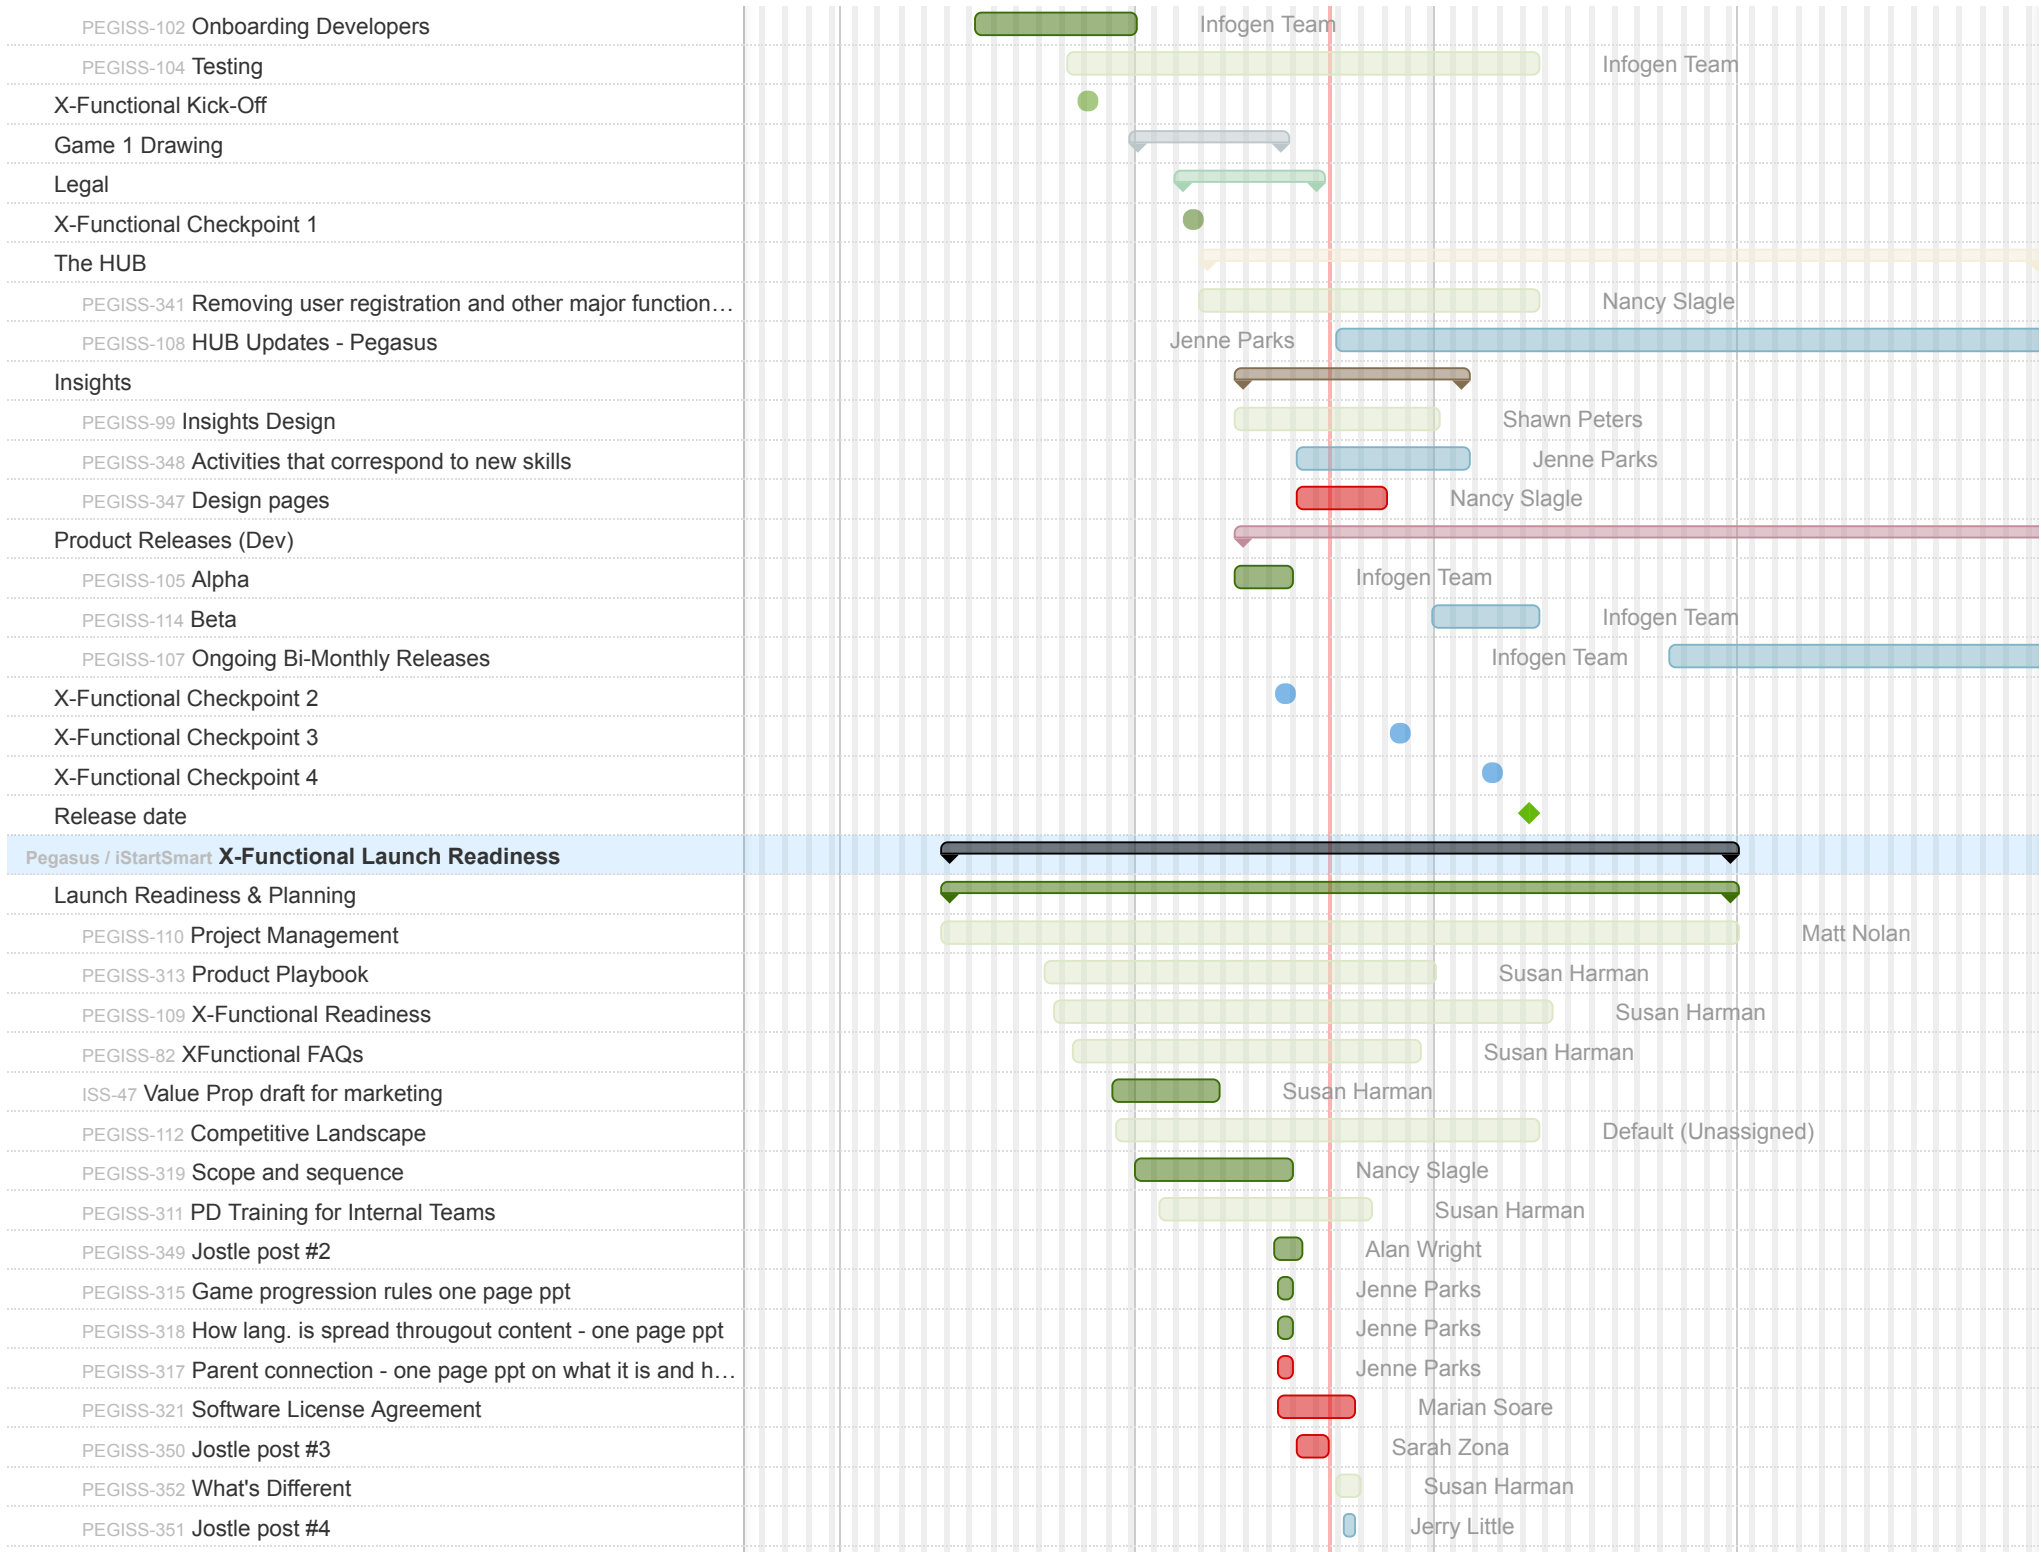 PEGISS-102 Onboarding Developers Infogen Team
PEGISS-104 Testing Infogen Team
X-Functional Kick-Off
Game 1 Drawing
Legal
X-Functional Checkpoint 1
The HUB
PEGISS-341 Removing user registration and other major function… Nancy Slagle
PEGISS-108 HUB Updates - Pegasus Jenne Parks
Insights
PEGISS-99 Insights Design Shawn Peters
PEGISS-348 Activities that correspond to new skills Jenne Parks
PEGISS-347 Design pages Nancy Slagle
Product Releases (Dev)
PEGISS-105 Alpha Infogen Team
PEGISS-114 Beta Infogen Team
PEGISS-107 Ongoing Bi-Monthly Releases Infogen Team
X-Functional Checkpoint 2
X-Functional Checkpoint 3
X-Functional Checkpoint 4
Release date
Pegasus / iStartSmart X-Functional Launch Readiness
Launch Readiness & Planning
PEGISS-110 Project Management Matt Nolan
PEGISS-313 Product Playbook Susan Harman
PEGISS-109 X-Functional Readiness Susan Harman
PEGISS-82 XFunctional FAQs Susan Harman
ISS-47 Value Prop draft for marketing Susan Harman
PEGISS-112 Competitive Landscape Default (Unassigned)
PEGISS-319 Scope and sequence Nancy Slagle
PEGISS-311 PD Training for Internal Teams Susan Harman
PEGISS-349 Jostle post #2 Alan Wright
PEGISS-315 Game progression rules one page ppt Jenne Parks
PEGISS-318 How lang. is spread througout content - one page ppt Jenne Parks
PEGISS-317 Parent connection - one page ppt on what it is and h… Jenne Parks
PEGISS-321 Software License Agreement Marian Soare
PEGISS-350 Jostle post #3 Sarah Zona
PEGISS-352 What's Different Susan Harman
PEGISS-351 Jostle post #4 Jerry Little